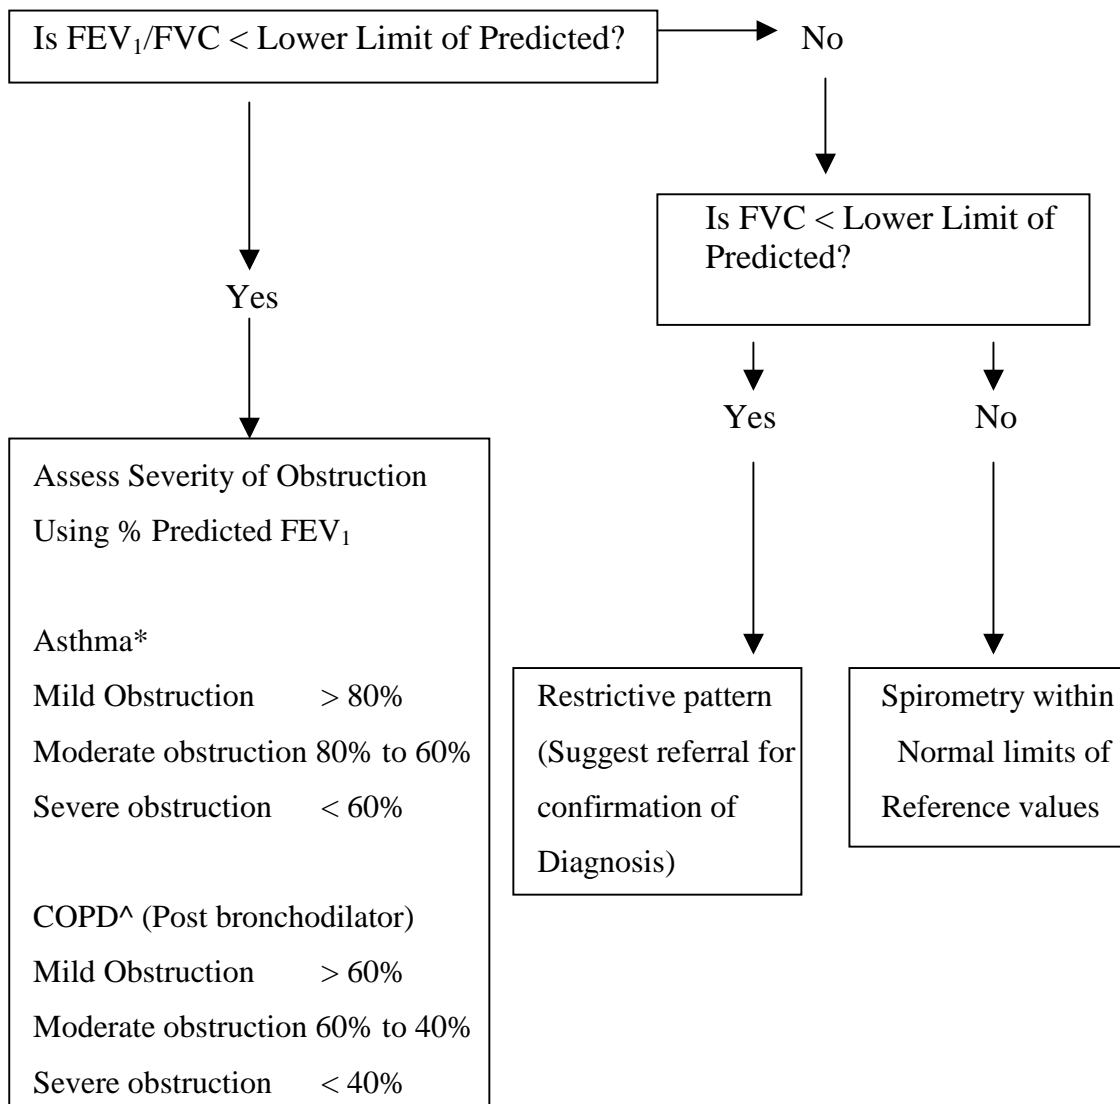 Is FEV₁/FVC < Lower Limit of Predicted?
No
Is FVC < Lower Limit of
Predicted?
Yes
Yes
No
Assess Severity of Obstruction
Using % Predicted FEV₁
Asthma*
Mild Obstruction > 80%
Moderate obstruction 80% to 60%
Severe obstruction < 60%
COPD^ (Post bronchodilator)
Mild Obstruction > 60%
Moderate obstruction 60% to 40%
Severe obstruction < 40%
Restrictive pattern
(Suggest referral for
confirmation of
Diagnosis)
Spirometry within
Normal limits of
Reference values